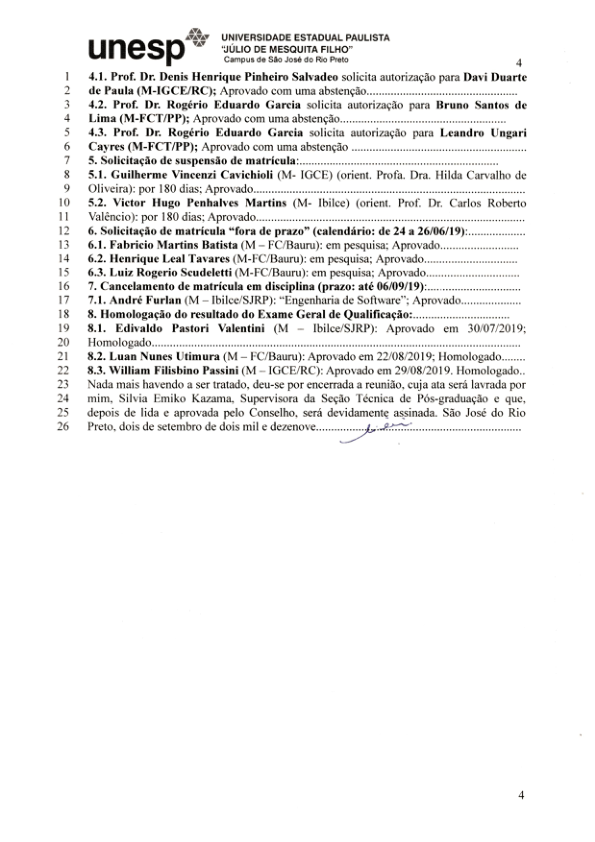 unesp
UNIVERSIDADE ESTADUAL PAULISTA
"JÚLIO DE MESQUITA FILHO"
Campus de São José do Rio Preto
4
1 4.1. Prof. Dr. Denis Henrique Pinheiro Salvadeo solicita autorização para Davi Duarte
2 de Paula (M-IGCE/RC); Aprovado com uma abstenção.................................................
3 4.2. Prof. Dr. Rogério Eduardo Garcia solicita autorização para Bruno Santos de
4 Lima (M-FCT/PP); Aprovado com uma abstenção.................................................
5 4.3. Prof. Dr. Rogério Eduardo Garcia solicita autorização para Leandro Ungari
6 Cayres (M-FCT/PP); Aprovado com uma abstenção .................................................
7 5. Solicitação de suspensão de matrícula:.................................................
8 5.1. Guilherme Vincenzi Cavichioli (M- IGCE) (orient. Profa. Dra. Hilda Carvalho de
9 Oliveira): por 180 dias; Aprovado.................................................
10 5.2. Victor Hugo Penhalves Martins (M- Ibilce) (orient. Prof. Dr. Carlos Roberto
11 Valêncio): por 180 dias; Aprovado.................................................
12 6. Solicitação de matrícula “fora de prazo” (calendário: de 24 a 26/06/19):..................
13 6.1. Fabricio Martins Batista (M – FC/Bauru): em pesquisa; Aprovado.........................
14 6.2. Henrique Leal Tavares (M-FC/Bauru): em pesquisa; Aprovado.............................
15 6.3. Luiz Rogerio Scudeletti (M-FC/Bauru): em pesquisa; Aprovado.............................
16 7. Cancelamento de matrícula em disciplina (prazo: até 06/09/19):.............................
17 7.1. André Furlan (M – Ibilce/SJRP): “Engenharia de Software”; Aprovado...................
18 8. Homologação do resultado do Exame Geral de Qualificação:.............................
19 8.1. Edivaldo Pastori Valentini (M – Ibilce/SJRP): Aprovado em 30/07/2019;
20 Homologado.................................................
21 8.2. Luan Nunes Utimura (M – FC/Bauru): Aprovado em 22/08/2019; Homologado........
22 8.3. William Filisbino Passini (M – IGCE/RC): Aprovado em 29/08/2019. Homologado..
23 Nada mais havendo a ser tratado, deu-se por encerrada a reunião, cuja ata será lavrada por
24 mim, Silvia Emiko Kazama, Supervisora da Seção Técnica de Pós-graduação e que,
25 depois de lida e aprovada pelo Conselho, será devidamente assinada. São José do Rio
26 Preto, dois de setembro de dois mil e dezenove.................................................
4